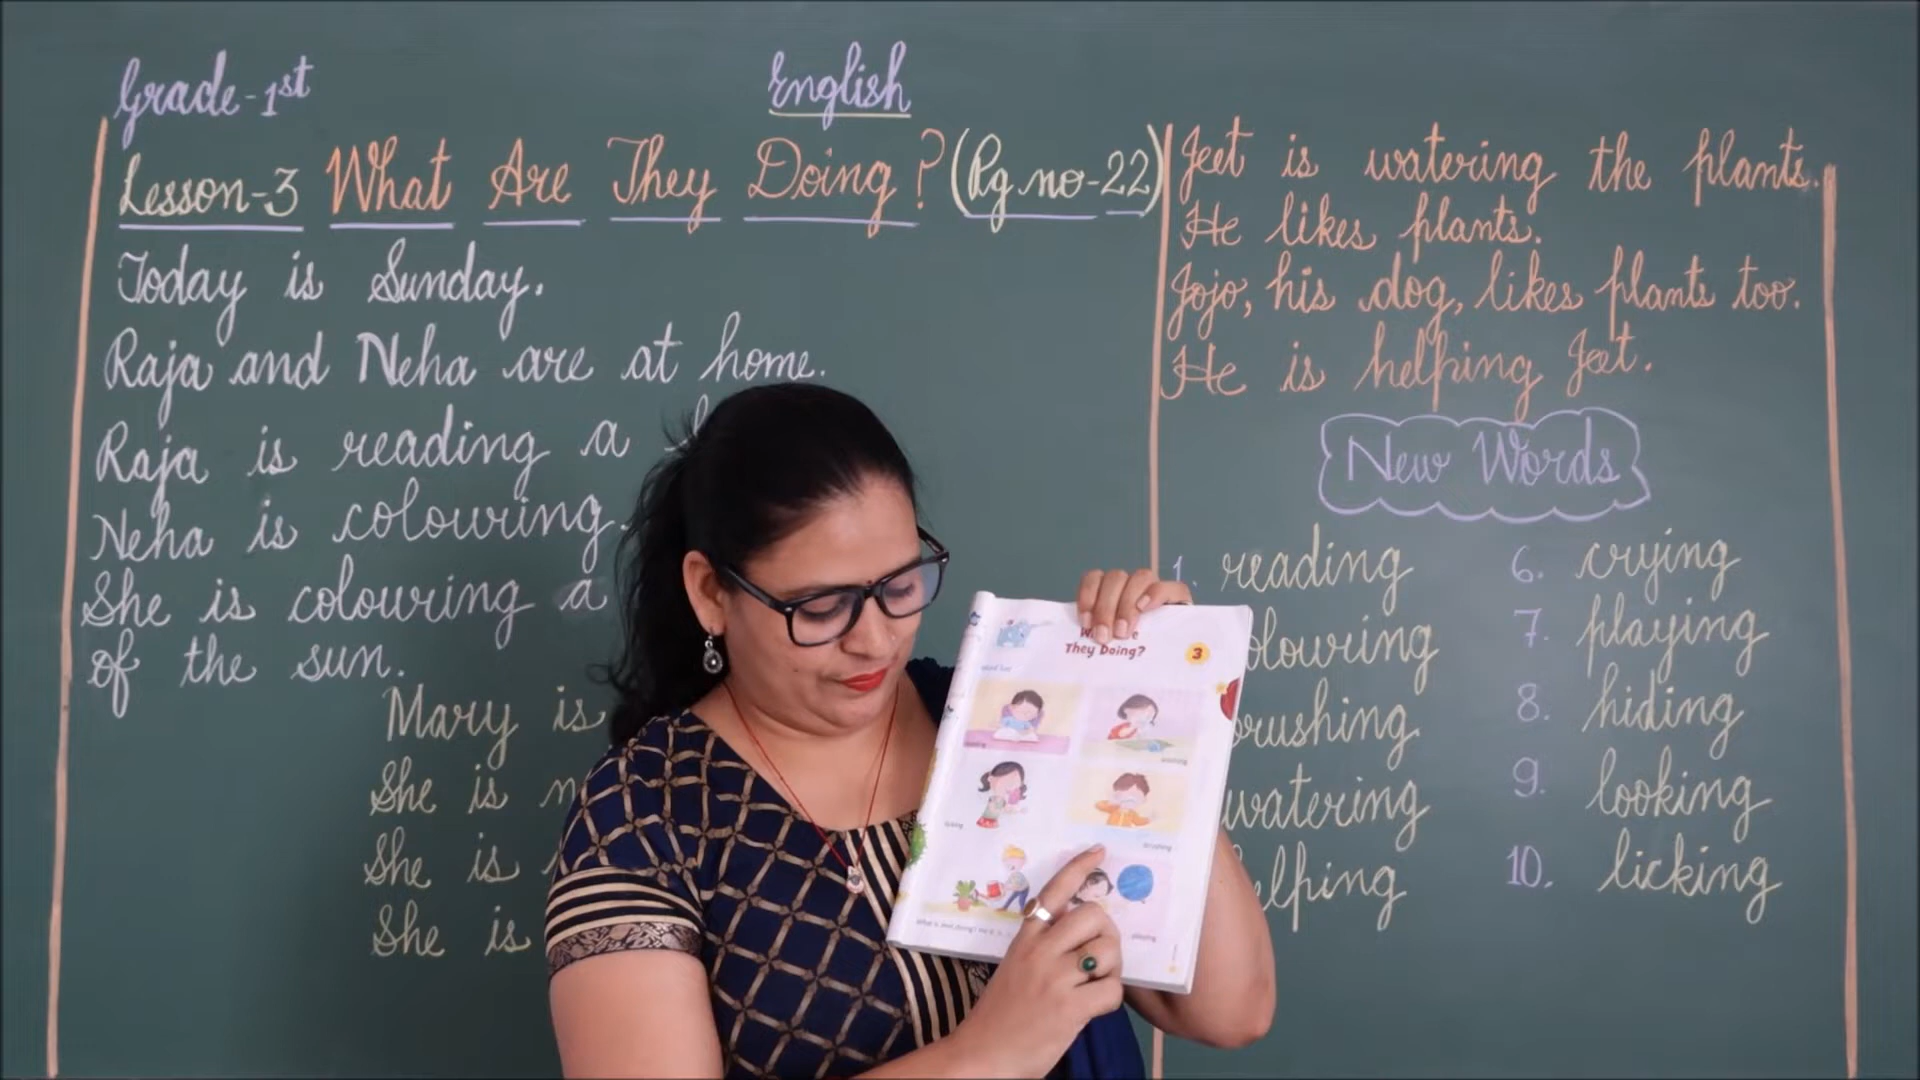 Grade-1st
English
Lesson-3 What Are They Doing? (Pg.no-22)
Today is Sunday.
Raja and Neha are at home.
Raja is reading a
Neha is colouring.
She is colouring a
of the sun.
Mary is
She is
She is
She is
Jeet is watering the plants.
He likes plants.
Jojo, his dog, likes plants too.
He is helping Jeet.
New Words
1. reading
olouring
rushing
watering
elping
6. crying
7. playing
8. hiding
9. looking
10. licking
They Doing?
3
brushing
playing